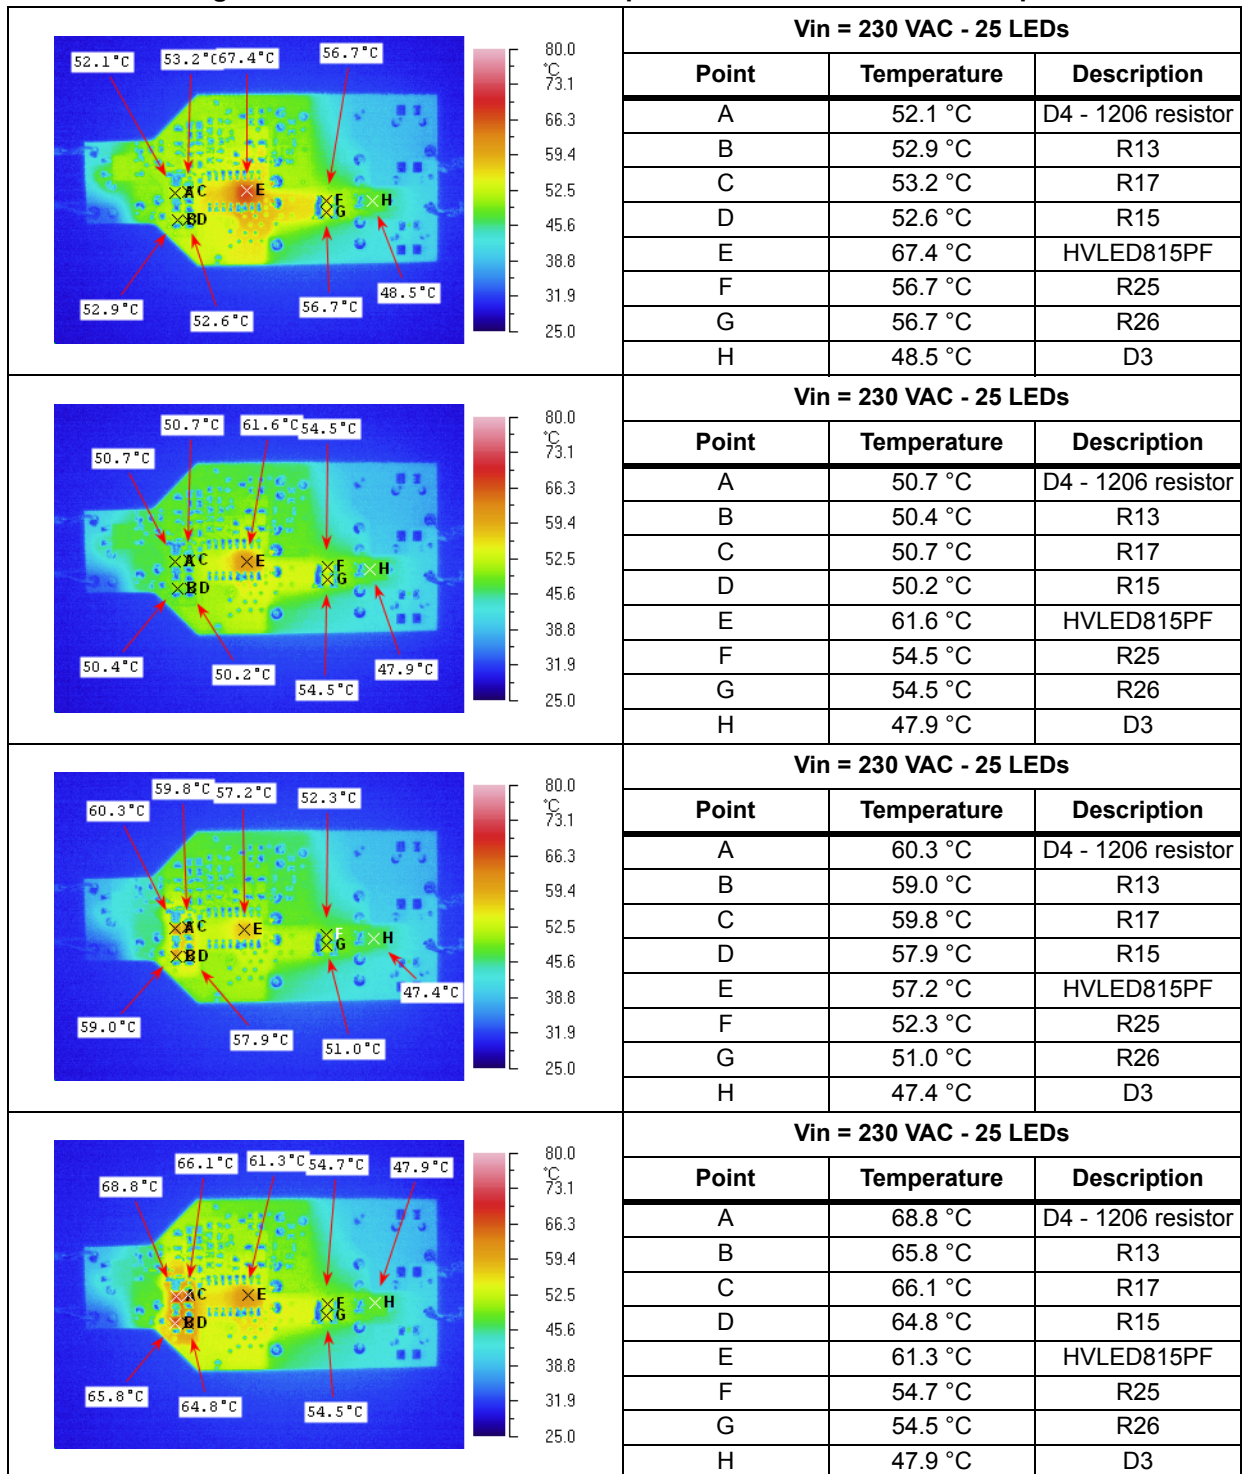 Vin = 230 VAC - 25 LEDs
Point Temperature Description
A 52.1 °C D4 - 1206 resistor
B 52.9 °C R13
C 53.2 °C R17
D 52.6 °C R15
E 67.4 °C HVLED815PF
F 56.7 °C R25
G 56.7 °C R26
H 48.5 °C D3
52.1°C 53.2°C 67.4°C 56.7°C
A C E F G H
B D
52.9°C 52.6°C 56.7°C 48.5°C
80.0
°C
73.1
66.3
59.4
52.5
45.6
38.8
31.9
25.0
Vin = 230 VAC - 25 LEDs
Point Temperature Description
A 50.7 °C D4 - 1206 resistor
B 50.4 °C R13
C 50.7 °C R17
D 50.2 °C R15
E 61.6 °C HVLED815PF
F 54.5 °C R25
G 54.5 °C R26
H 47.9 °C D3
50.7°C 50.7°C 61.6°C 54.5°C
A C E F G H
B D
50.4°C 50.2°C 54.5°C 47.9°C
80.0
°C
73.1
66.3
59.4
52.5
45.6
38.8
31.9
25.0
Vin = 230 VAC - 25 LEDs
Point Temperature Description
A 60.3 °C D4 - 1206 resistor
B 59.0 °C R13
C 59.8 °C R17
D 57.9 °C R15
E 57.2 °C HVLED815PF
F 52.3 °C R25
G 51.0 °C R26
H 47.4 °C D3
60.3°C 59.8°C 57.2°C 52.3°C
A C E F G H
B D
59.0°C 57.9°C 51.0°C 47.4°C
80.0
°C
73.1
66.3
59.4
52.5
45.6
38.8
31.9
25.0
Vin = 230 VAC - 25 LEDs
Point Temperature Description
A 68.8 °C D4 - 1206 resistor
B 65.8 °C R13
C 66.1 °C R17
D 64.8 °C R15
E 61.3 °C HVLED815PF
F 54.7 °C R25
G 54.5 °C R26
H 47.9 °C D3
68.8°C 66.1°C 61.3°C 54.7°C 47.9°C
A C E F G H
B D
65.8°C 64.8°C 54.5°C
80.0
°C
73.1
66.3
59.4
52.5
45.6
38.8
31.9
25.0